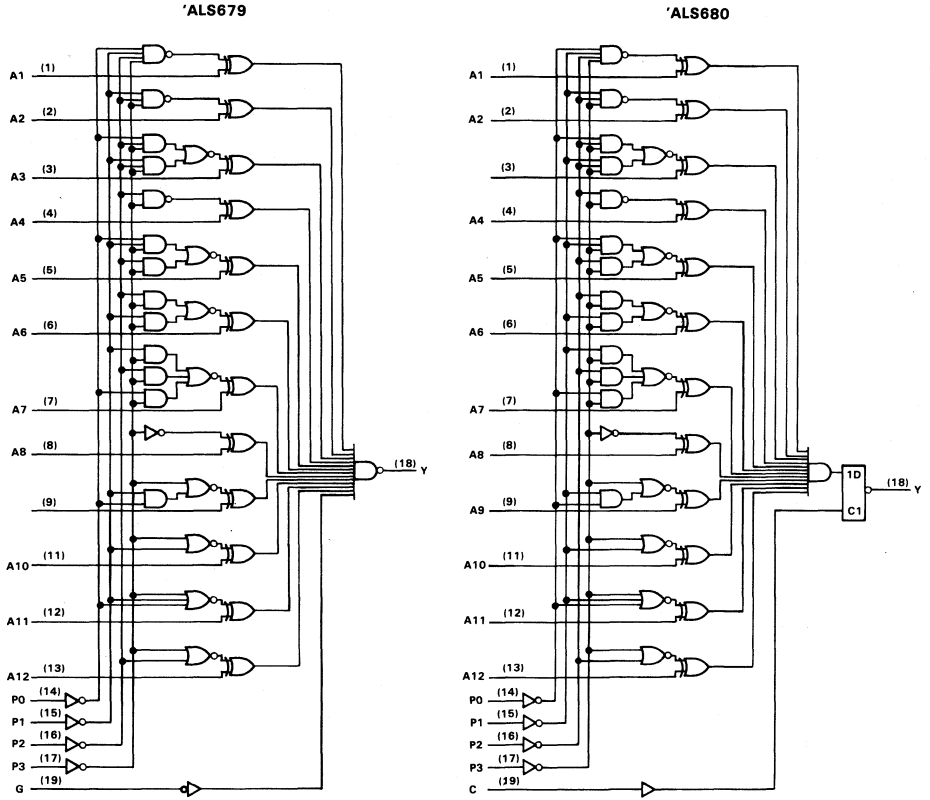 'ALS679
A1 (1)
A2 (2)
A3 (3)
A4 (4)
A5 (5)
A6 (6)
A7 (7)
A8 (8)
(9)
A10 (11)
A11 (12)
A12 (13)
P0 (14)
P1 (15)
P2 (16)
P3 (17)
G (19)
(18) Y
'ALS680
A1 (1)
A2 (2)
(3)
A4 (4)
A5 (5)
A6 (6)
A7 (7)
A8 (8)
A9 (9)
A10 (11)
A11 (12)
A12 (13)
P0 (14)
P1 (15)
P2 (16)
P3 (17)
C (19)
1D
C1
(18) Y